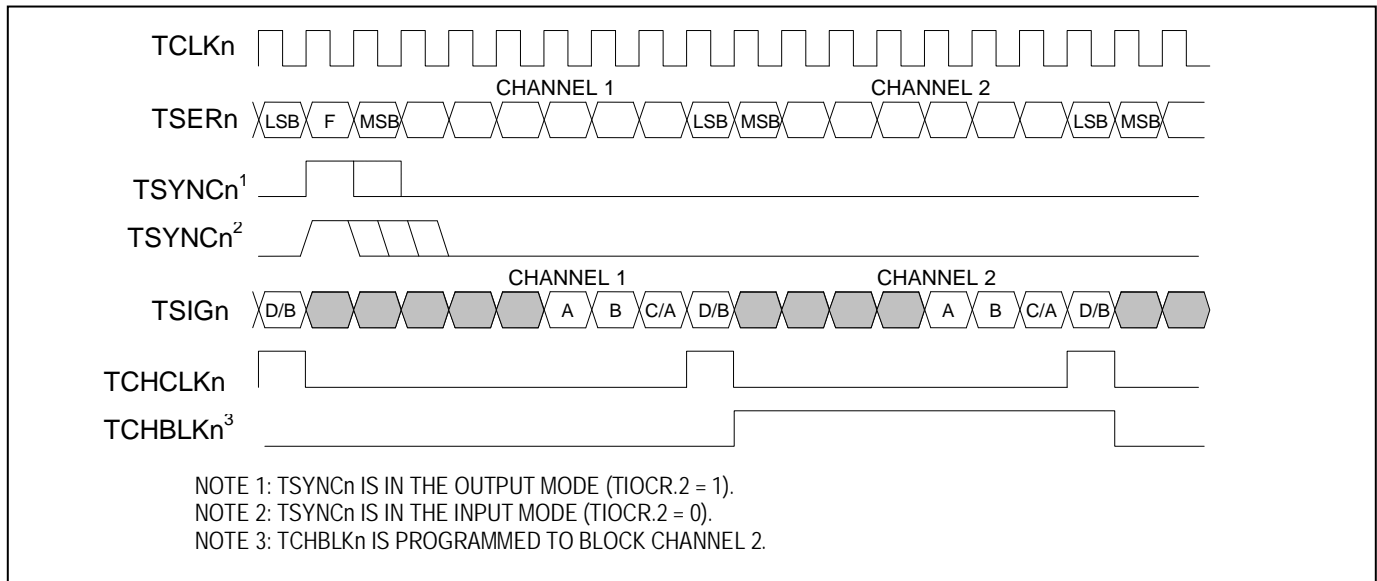 TCLKn
CHANNEL 1 CHANNEL 2
TSERn LSB F MSB LSB MSB LSB MSB
TSYNCn1
TSYNCn2
CHANNEL 1 CHANNEL 2
TSIGn D/B A B C/A D/B A B C/A D/B
TCHCLKn
TCHBLKn3
NOTE 1: TSYNCn IS IN THE OUTPUT MODE (TIOCR.2 = 1).
NOTE 2: TSYNCn IS IN THE INPUT MODE (TIOCR.2 = 0).
NOTE 3: TCHBLKn IS PROGRAMMED TO BLOCK CHANNEL 2.